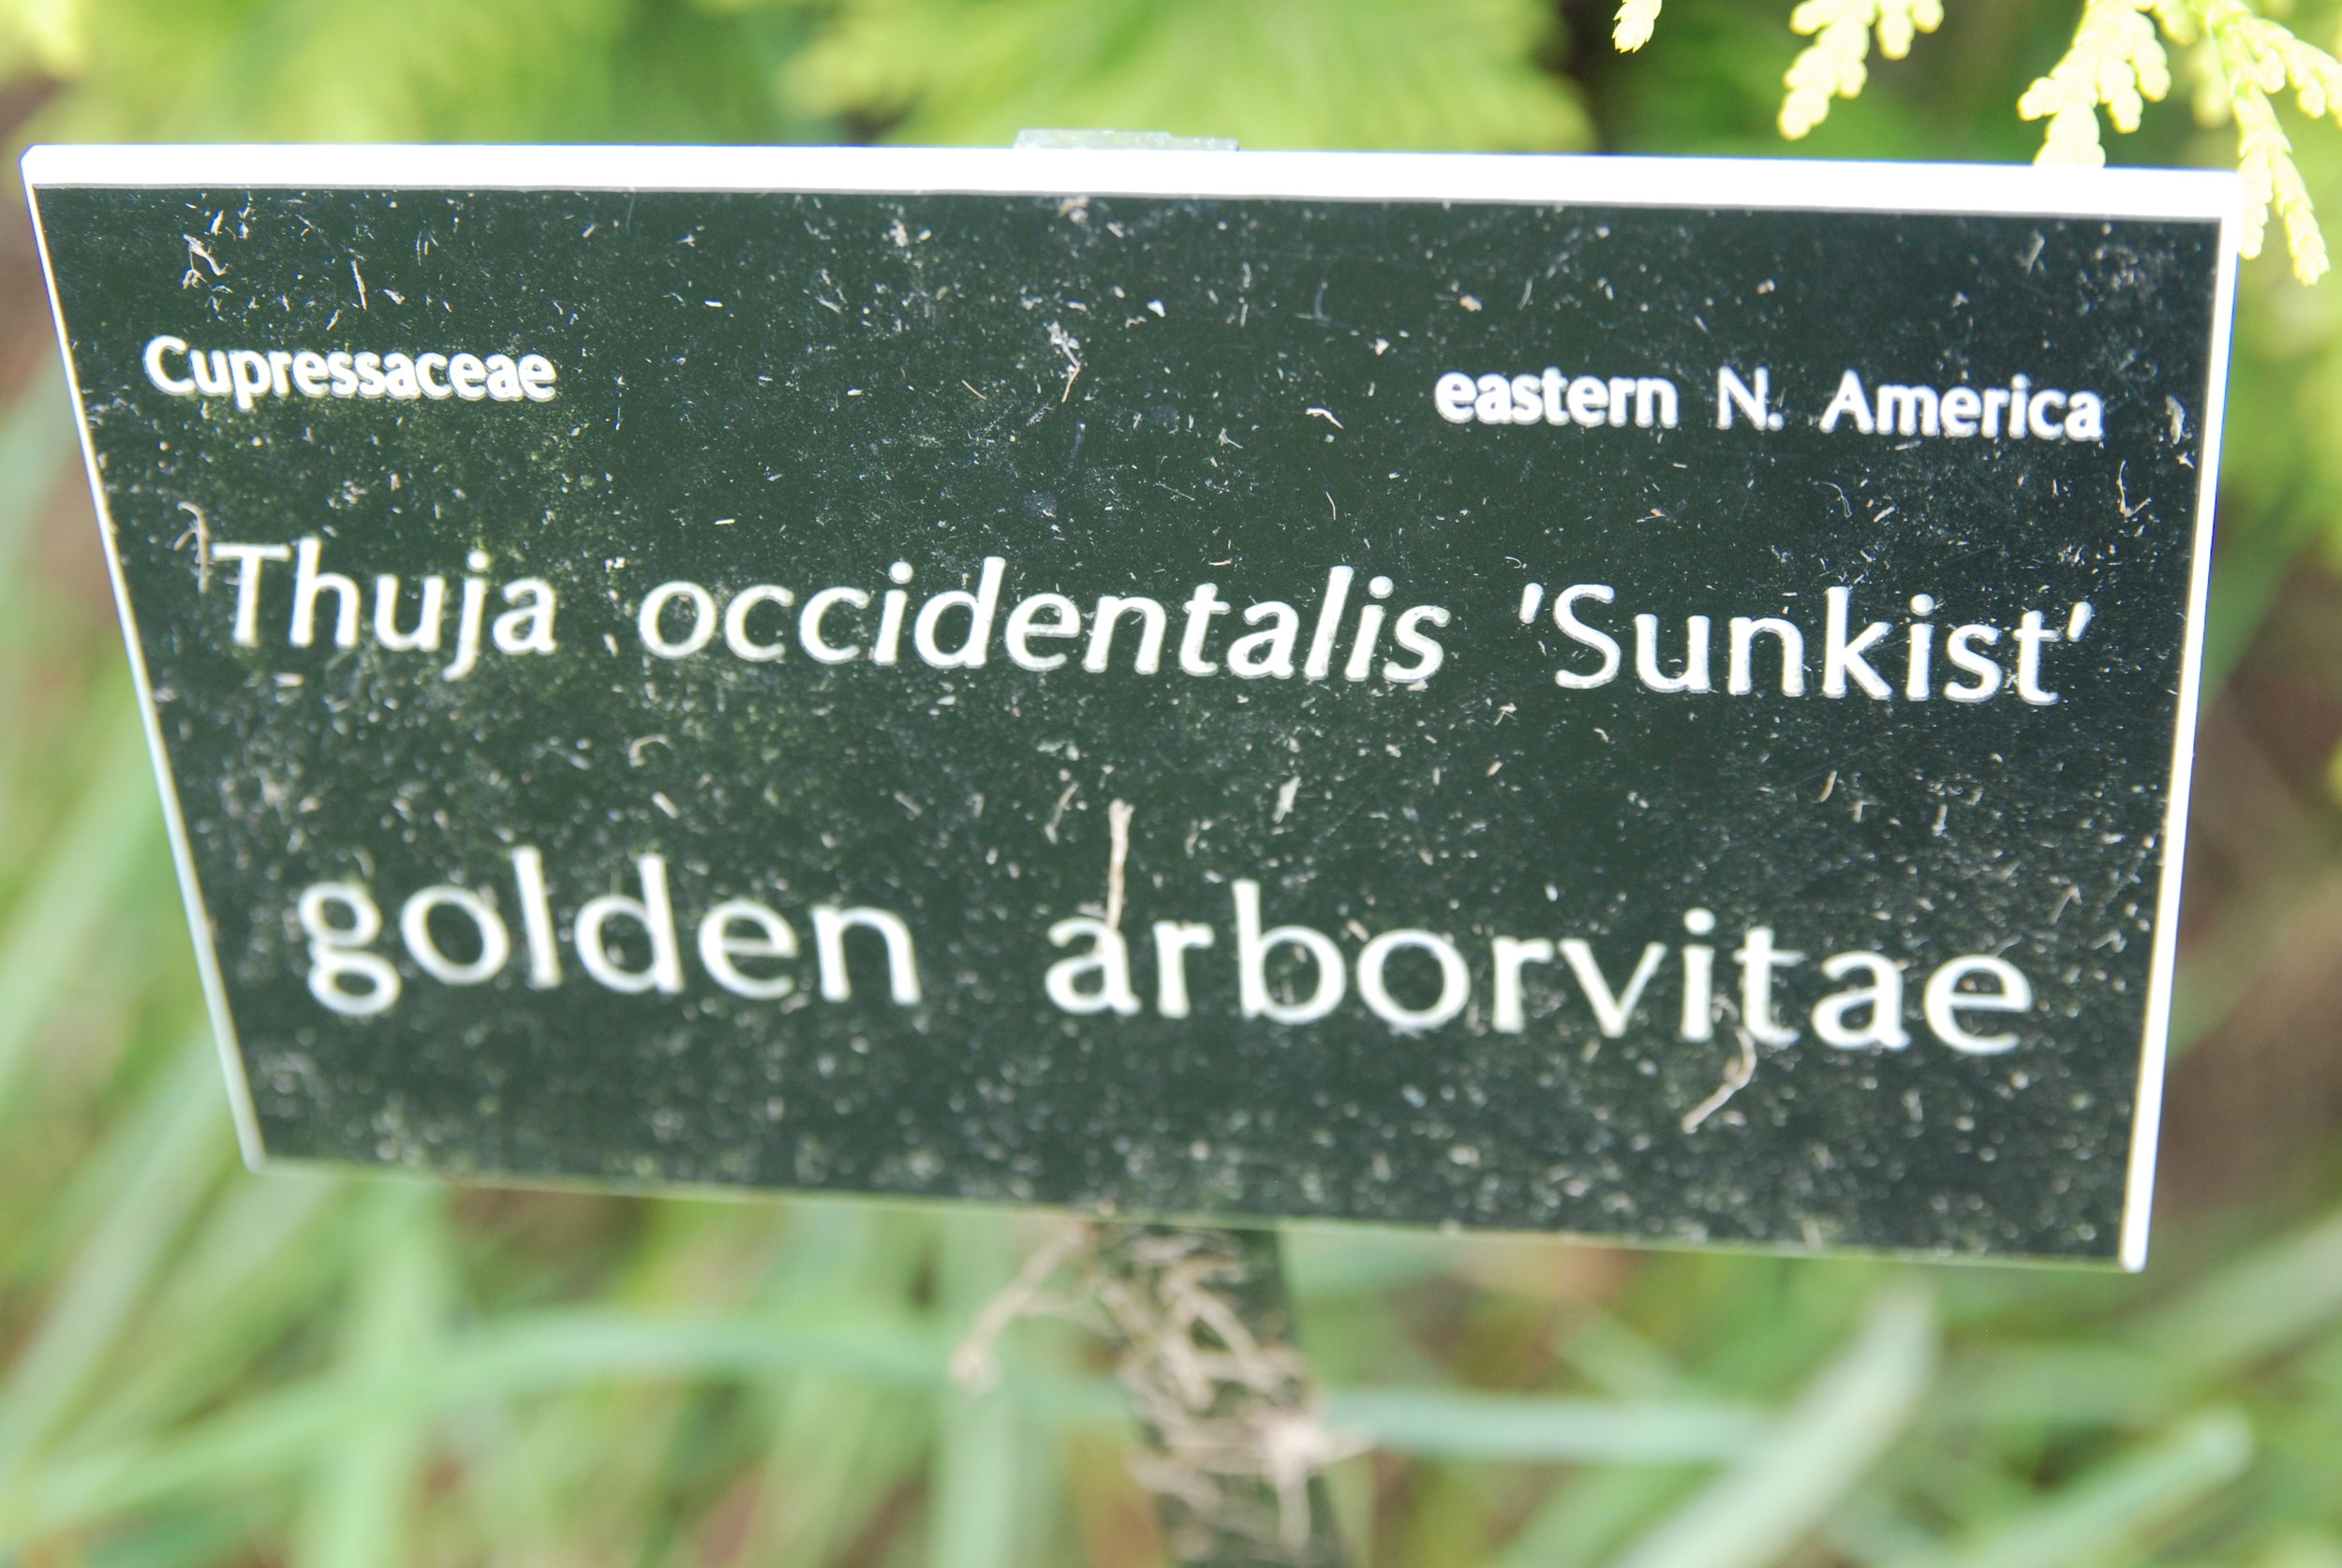 Cupressaceae eastern N. America
Thuja occidentalis 'Sunkist'
golden arborvitae